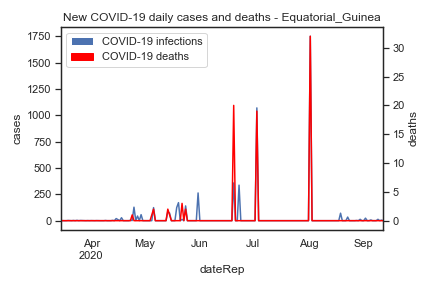 New COVID-19 daily cases and deaths - Equatorial_Guinea
COVID-19 infections
COVID-19 deaths
1750
1500
1250
1000
750
500
250
0
cases
30
25
20
15
10
5
0
deaths
Apr
2020
May
Jun
Jul
Aug
Sep
dateRep